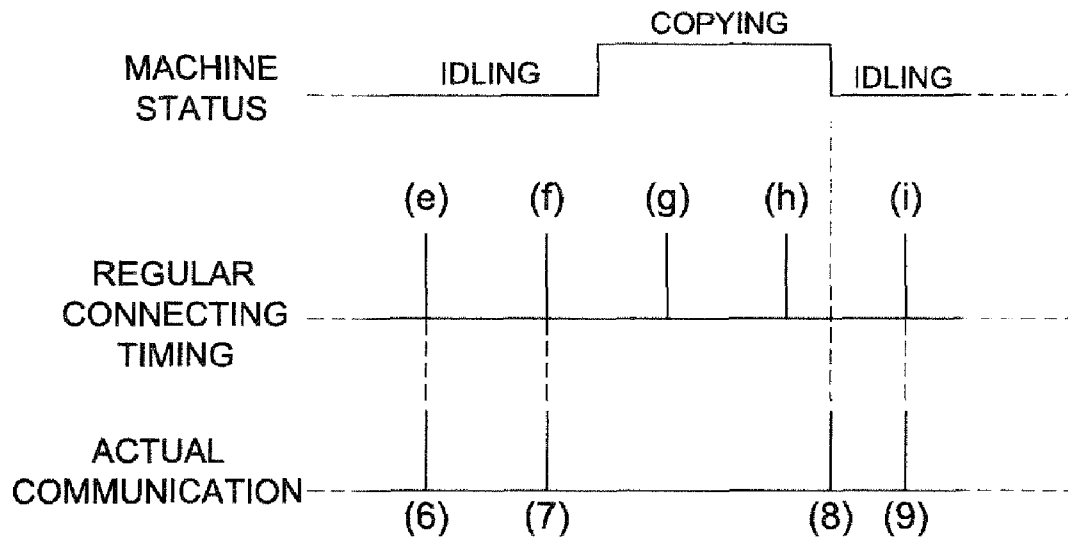 COPYING
MACHINE
STATUS
IDLING
IDLING
(e)
(f)
(g)
(h)
(i)
REGULAR
CONNECTING
TIMING
ACTUAL
COMMUNICATION
(6)
(7)
(8)
(9)